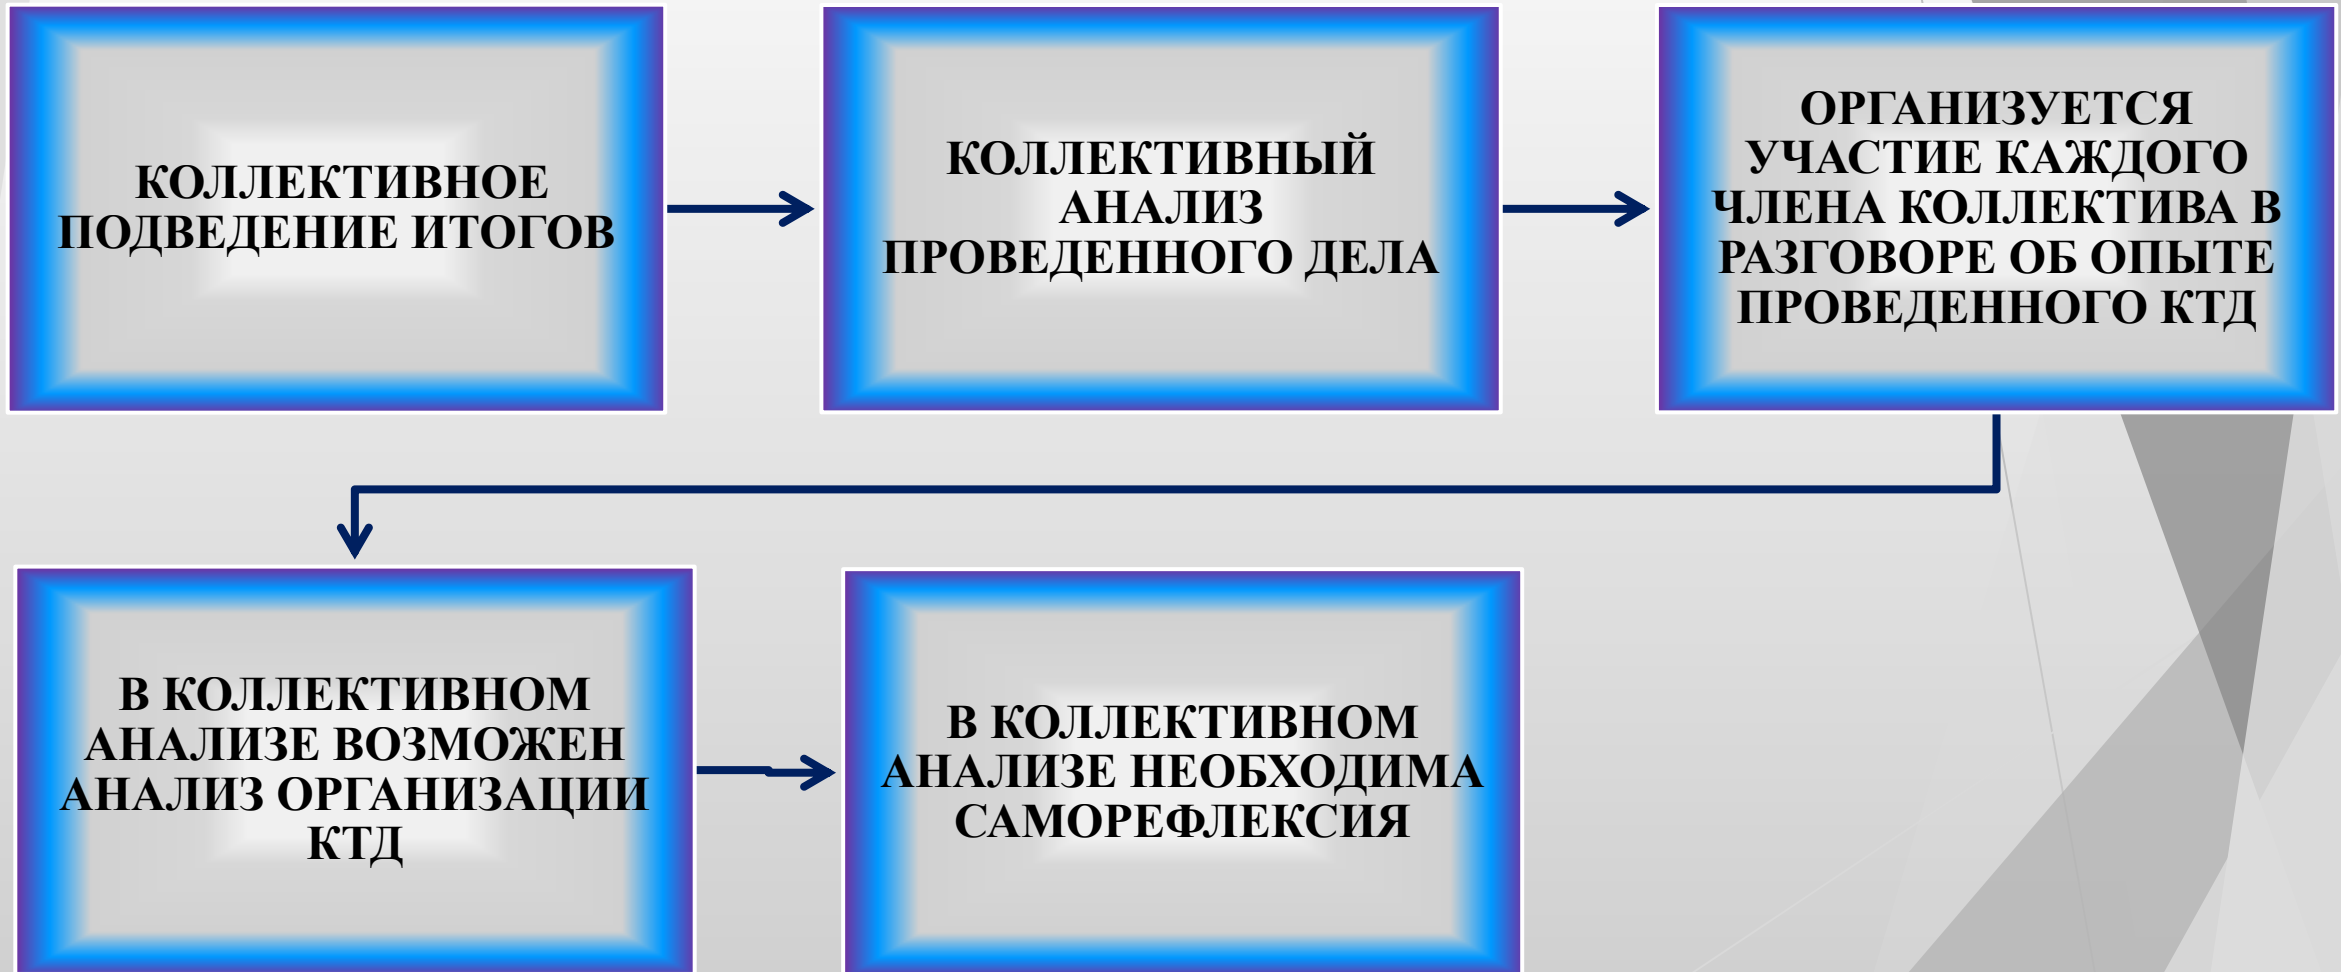 КОЛЛЕКТИВНОЕ
ПОДВЕДЕНИЕ ИТОГОВ
КОЛЛЕКТИВНЫЙ
АНАЛИЗ
ПРОВЕДЕННОГО ДЕЛА
ОРГАНИЗУЕТСЯ
УЧАСТИЕ КАЖДОГО
ЧЛЕНА КОЛЛЕКТИВА В
РАЗГОВОРЕ ОБ ОПЫТЕ
ПРОВЕДЕННОГО КТД
В КОЛЛЕКТИВНОМ
АНАЛИЗЕ ВОЗМОЖЕН
АНАЛИЗ ОРГАНИЗАЦИИ
КТД
В КОЛЛЕКТИВНОМ
АНАЛИЗЕ НЕОБХОДИМА
САМОРЕФЛЕКСИЯ